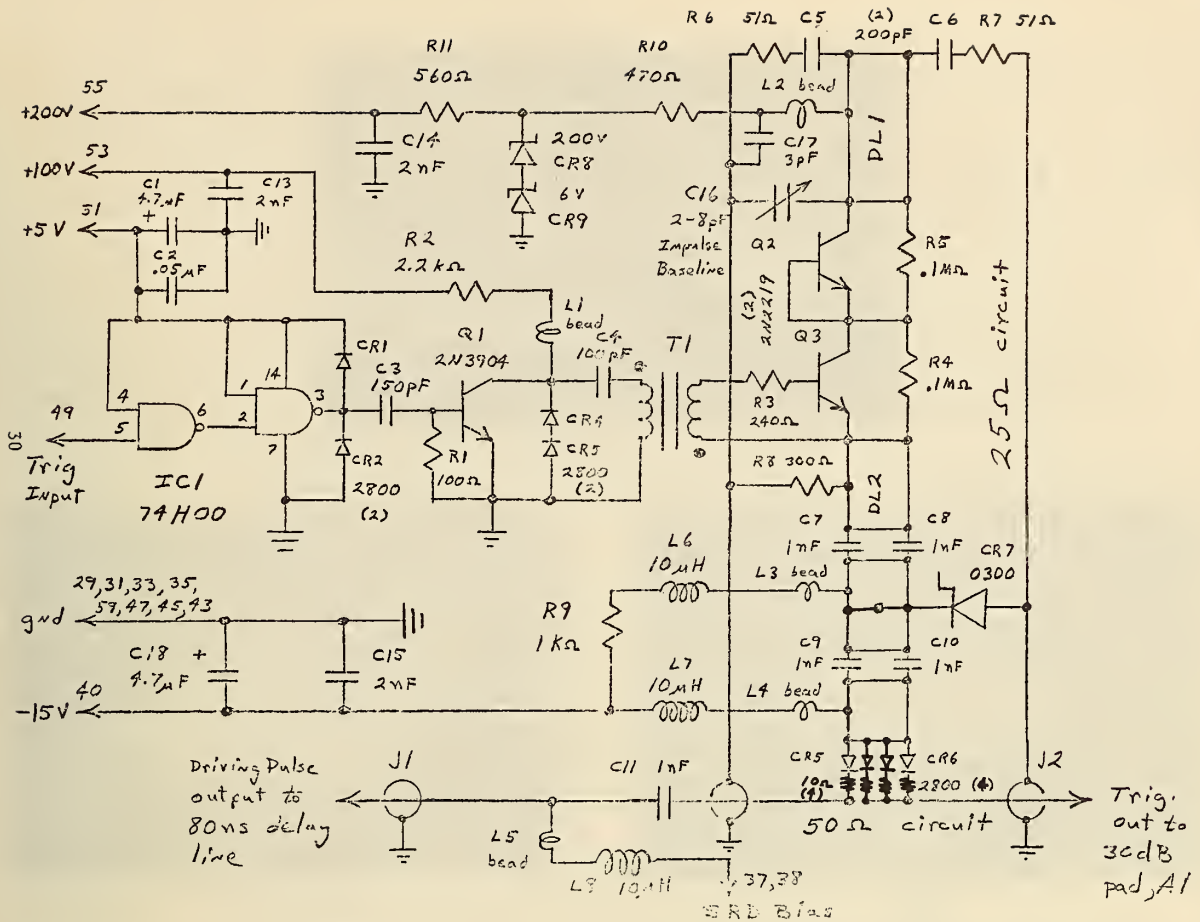 R6 51Ω C5 (2) 200pF C6 R7 51Ω
R11 560Ω
R10 470Ω
L2 bead
55
+200V
C14 2nF
200V CR8
6V CR9
C17 3pF
DL1
53
+100V
C1 4.7µF +
C13 2nF
51
+5V
C2 .05µF
R2 2.2kΩ
C16 2-8pF
Impulse
Baseline
Q2
R5 .1MΩ
(2) 2N2219
L1 bead
Q1 2N3904
C4 100pF
T1
Q3
R4 .1MΩ
25Ω circuit
CR1
C3 150pF
4
5
6
1
2
14
3
7
49
30
Trig
Input
IC1
74H00
CR2
2800
(2)
R1 100Ω
CR4
CR5
2800
(2)
R3 240Ω
R8 300Ω
DL2
C7 1nF
C8 1nF
CR7 0300
L6 10µH
L3 bead
29,31,33,35,
59,47,45,43
gnd
R9 1kΩ
C18 + 4.7µF
C15 2nF
C9 1nF
C10 1nF
L7 10µH
L4 bead
40
-15V
Driving Pulse
output to
80ns delay
line
J1
C11 1nF
CR5
10Ω
(4)
CR6
2800 (4)
J2
50Ω circuit
Trig.
out to
30dB
pad, A1
L5 bead
10µH
37,38
SRD Bias